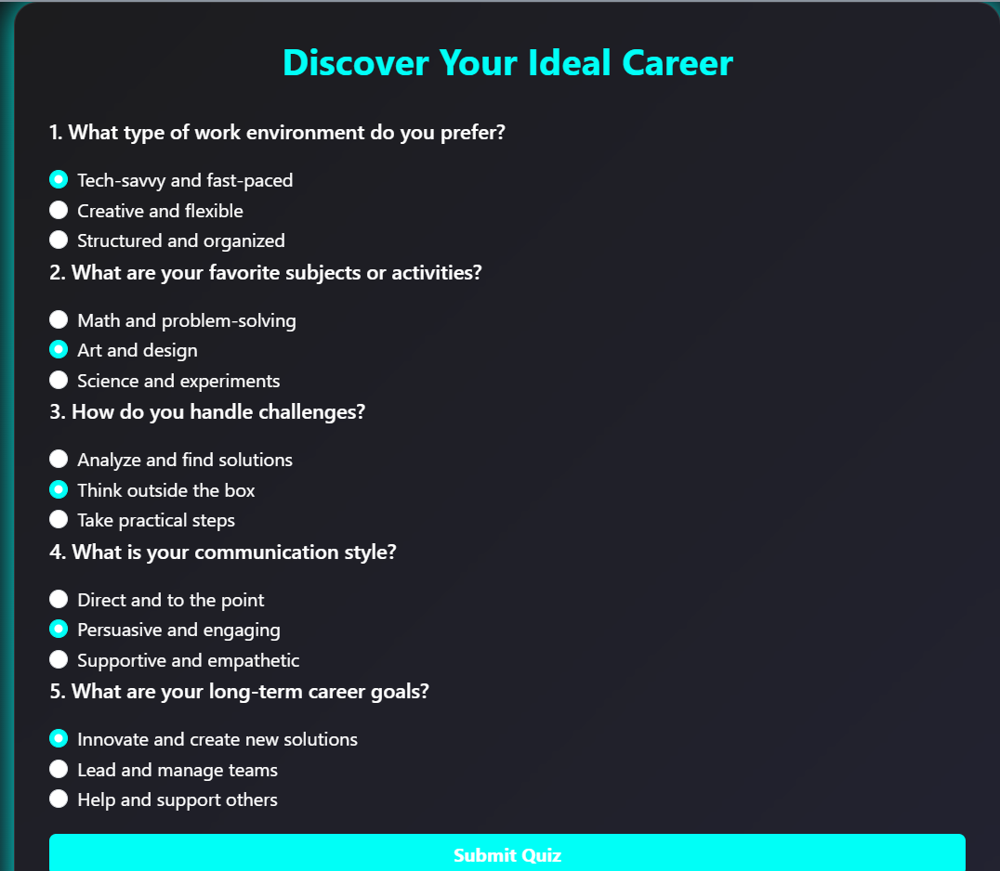 Discover Your Ideal Career
1. What type of work environment do you prefer?
Tech-savvy and fast-paced
Creative and flexible
Structured and organized
2. What are your favorite subjects or activities?
Math and problem-solving
Art and design
Science and experiments
3. How do you handle challenges?
Analyze and find solutions
Think outside the box
Take practical steps
4. What is your communication style?
Direct and to the point
Persuasive and engaging
Supportive and empathetic
5. What are your long-term career goals?
Innovate and create new solutions
Lead and manage teams
Help and support others
Submit Quiz